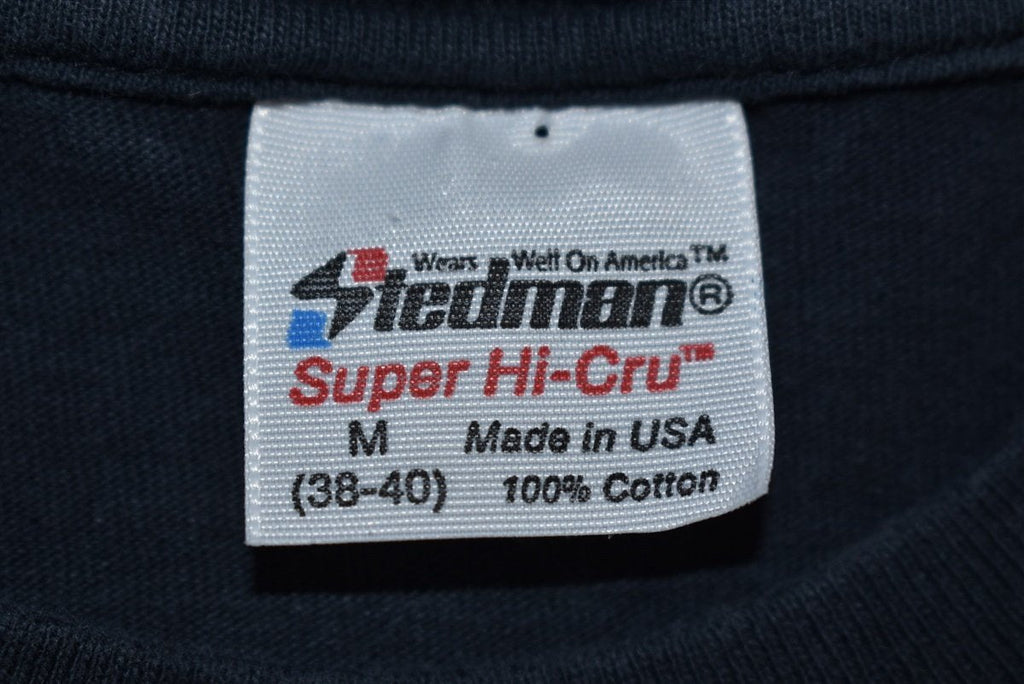 Wears Well On America™
Stedman®
Super Hi-Cru™
M Made in USA
(38-40) 100% Cotton